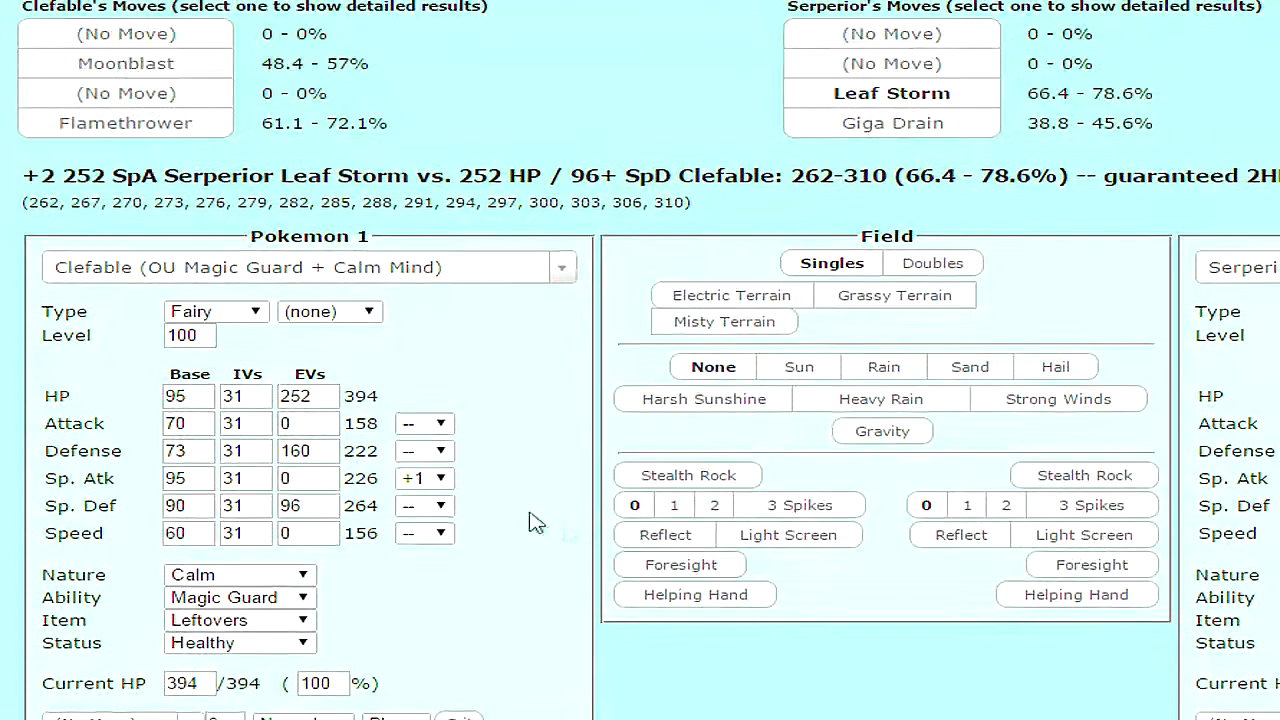 Clefable's Moves (select one to show detailed results) Serperior's Moves (select one to show detailed results)
(No Move) 0 - 0% (No Move) 0 - 0%
Moonblast 48.4 - 57% (No Move) 0 - 0%
(No Move) 0 - 0% Leaf Storm 66.4 - 78.6%
Flamethrower 61.1 - 72.1% Giga Drain 38.8 - 45.6%
+2 252 SpA Serperior Leaf Storm vs. 252 HP / 96+ SpD Clefable: 262-310 (66.4 - 78.6%) -- guaranteed 2H
(262, 267, 270, 273, 276, 279, 282, 285, 288, 291, 294, 297, 300, 303, 306, 310)
Pokemon 1
Clefable (OU Magic Guard + Calm Mind)
Type Fairy (none)
Level 100
Base IVs EVs
HP 95 31 252 394
Attack 70 31 0 158 --
Defense 73 31 160 222 --
Sp. Atk 95 31 0 226 +1
Sp. Def 90 31 96 264 --
Speed 60 31 0 156 --
Nature Calm
Ability Magic Guard
Item Leftovers
Status Healthy
Current HP 394 /394 ( 100 %)
Field
Singles Doubles
Electric Terrain Grassy Terrain
Misty Terrain
None Sun Rain Sand Hail
Harsh Sunshine Heavy Rain Strong Winds
Gravity
Stealth Rock Stealth Rock
0 1 2 3 Spikes 0 1 2 3 Spikes
Reflect Light Screen Reflect Light Screen
Foresight Foresight
Helping Hand Helping Hand
Serperi
Type
Level
HP
Attack
Defense
Sp. Atk
Sp. Def
Speed
Nature
Ability
Item
Status
Current H